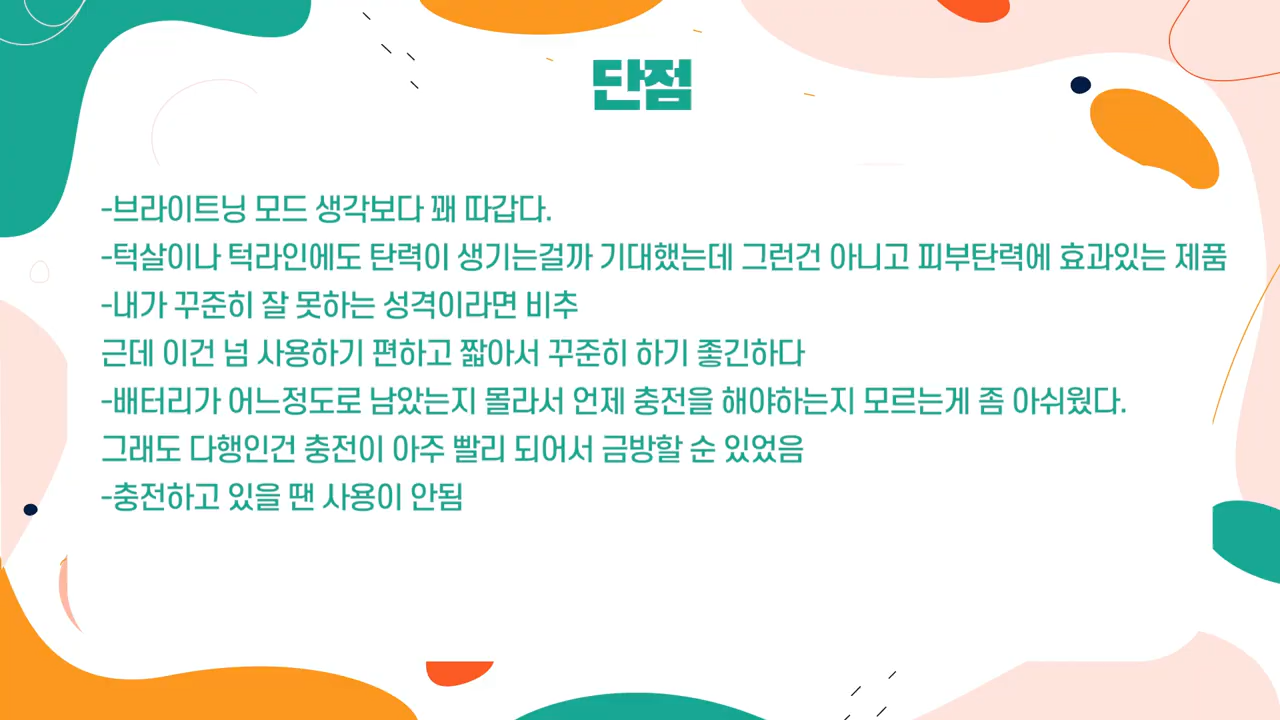 단점
-브라이트닝 모드 생각보다 꽤 따갑다.
-턱살이나 턱라인에도 탄력이 생기는걸까 기대했는데 그런건 아니고 피부탄력에 효과있는 제품
-내가 꾸준히 잘 못하는 성격이라면 비추
근데 이건 넘 사용하기 편하고 짧아서 꾸준히 하기 좋긴하다
-배터리가 어느정도로 남았는지 몰라서 언제 충전을 해야하는지 모르는게 좀 아쉬웠다.
그래도 다행인건 충전이 아주 빨리 되어서 금방할 순 있었음
-충전하고 있을 땐 사용이 안됨